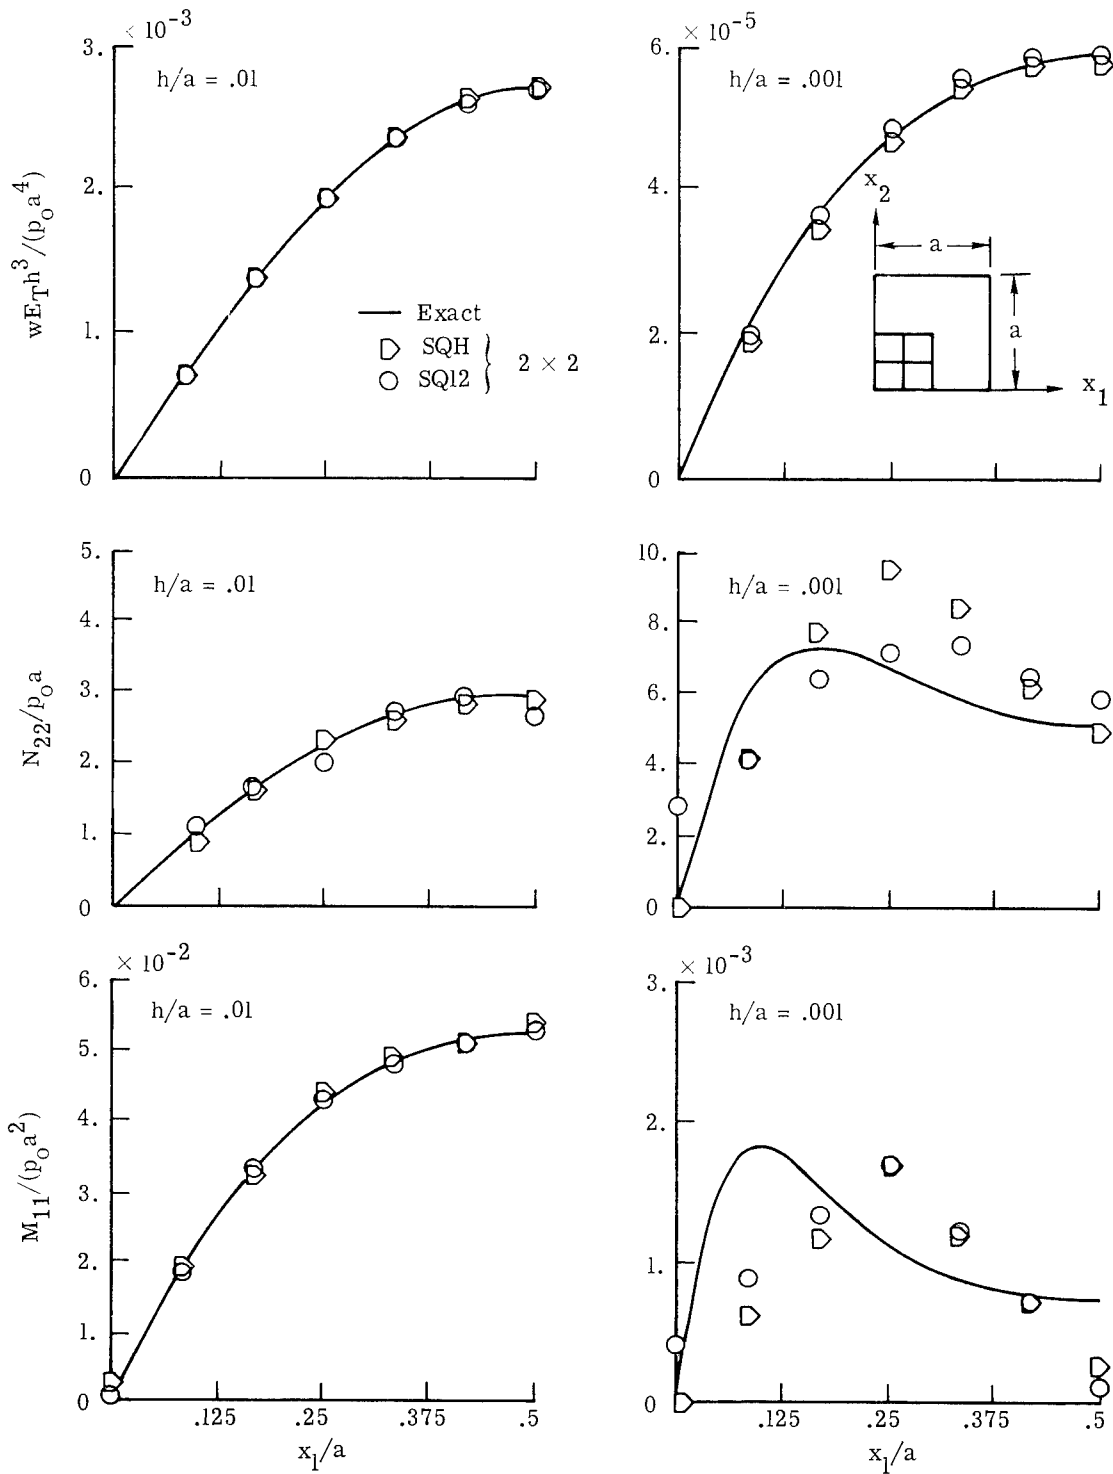 × 10⁻³
3.
h/a = .01
2.
wE_Th³/(p₀a⁴)
1.
0
Exact
SQH
SQ12
2 × 2
× 10⁻⁵
6.
h/a = .001
4.
2.
0
x₂
a
a
x₁
5.
h/a = .01
4.
3.
N₂₂/p₀a
2.
1.
0
10.
h/a = .001
8.
6.
4.
2.
0
× 10⁻²
6.
h/a = .01
5.
4.
M₁₁/(p₀a²)
3.
2.
1.
0
.125
.25
.375
.5
x₁/a
× 10⁻³
3.
h/a = .001
2.
1.
0
.125
.25
.375
.5
x₁/a